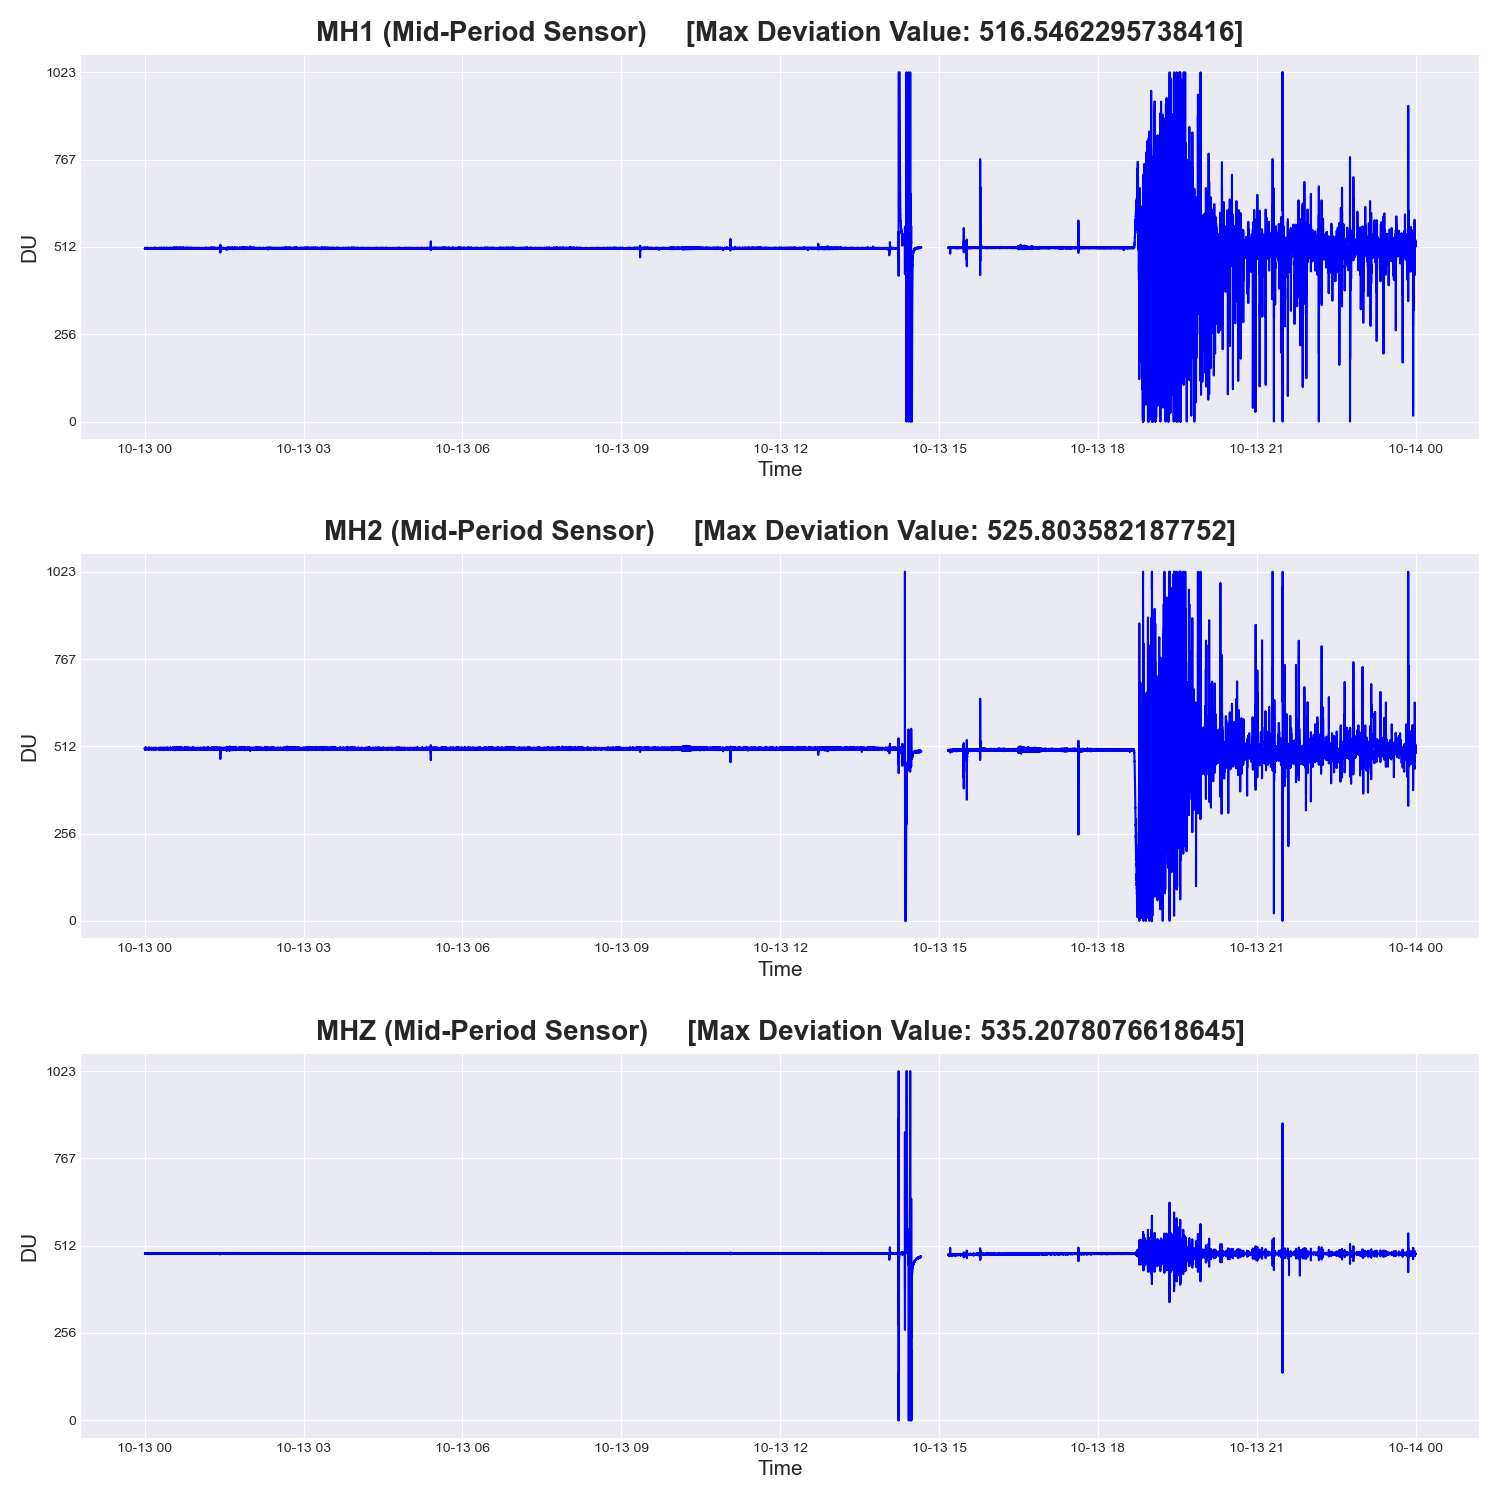 MH1 (Mid-Period Sensor) [Max Deviation Value: 516.5462295738416]
1023
767
512
256
0
DU
10-13 00 10-13 03 10-13 06 10-13 09 10-13 12 10-13 15 10-13 18 10-13 21 10-14 00
Time
MH2 (Mid-Period Sensor) [Max Deviation Value: 525.803582187752]
1023
767
512
256
0
DU
10-13 00 10-13 03 10-13 06 10-13 09 10-13 12 10-13 15 10-13 18 10-13 21 10-14 00
Time
MHZ (Mid-Period Sensor) [Max Deviation Value: 535.2078076618645]
1023
767
512
256
0
DU
10-13 00 10-13 03 10-13 06 10-13 09 10-13 12 10-13 15 10-13 18 10-13 21 10-14 00
Time